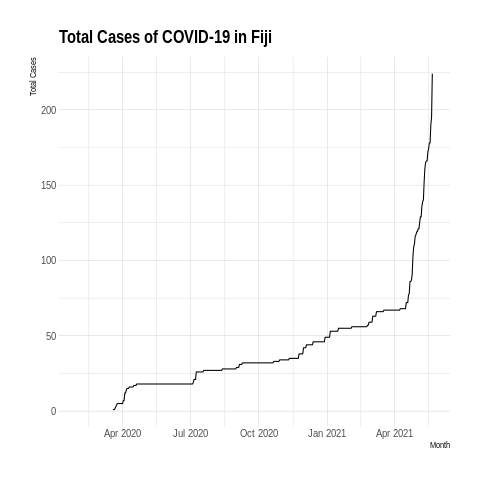 Total Cases of COVID-19 in Fiji
Total Cases
200
150
100
50
0
Apr 2020 Jul 2020 Oct 2020 Jan 2021 Apr 2021
Month